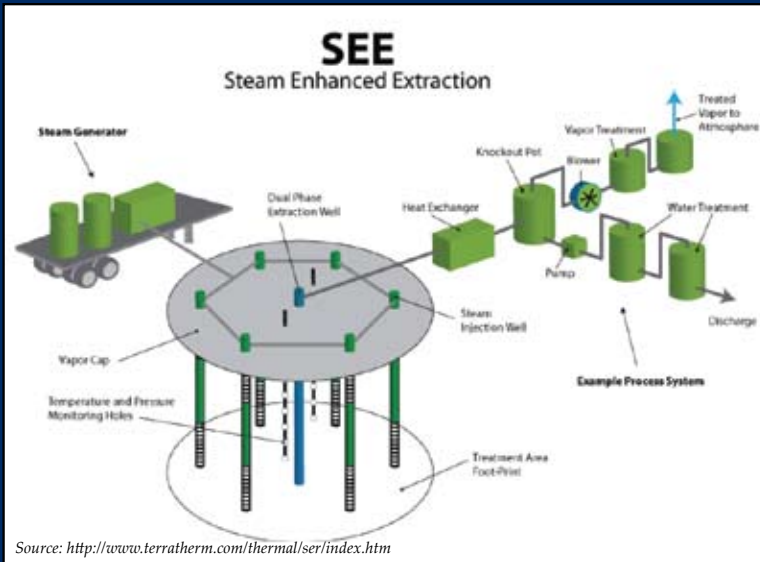 SEE
Steam Enhanced Extraction
Steam Generator
Dual Phase
Extraction Well
Heat Exchanger
Knockout Pot
Blower
Vapor Treatment
Treated
Vapor to
Atmosphere
Water Treatment
Pump
Discharge
Steam
Injection Well
Example Process System
Vapor Cap
Temperature and Pressure
Monitoring Holes
Treatment Area
Foot-Print
Source: http://www.terratherm.com/thermal/ser/index.htm